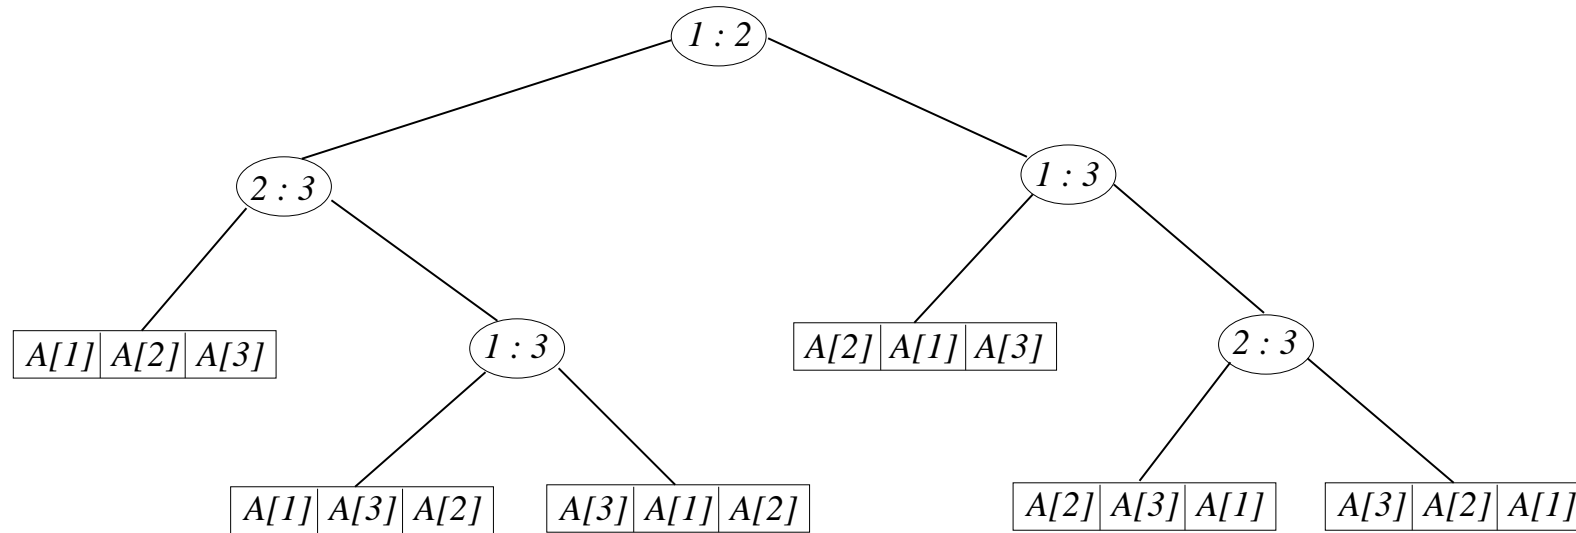 1 : 2
2 : 3
1 : 3
A[1] A[2] A[3]
1 : 3
A[2] A[1] A[3]
2 : 3
A[1] A[3] A[2]
A[3] A[1] A[2]
A[2] A[3] A[1]
A[3] A[2] A[1]